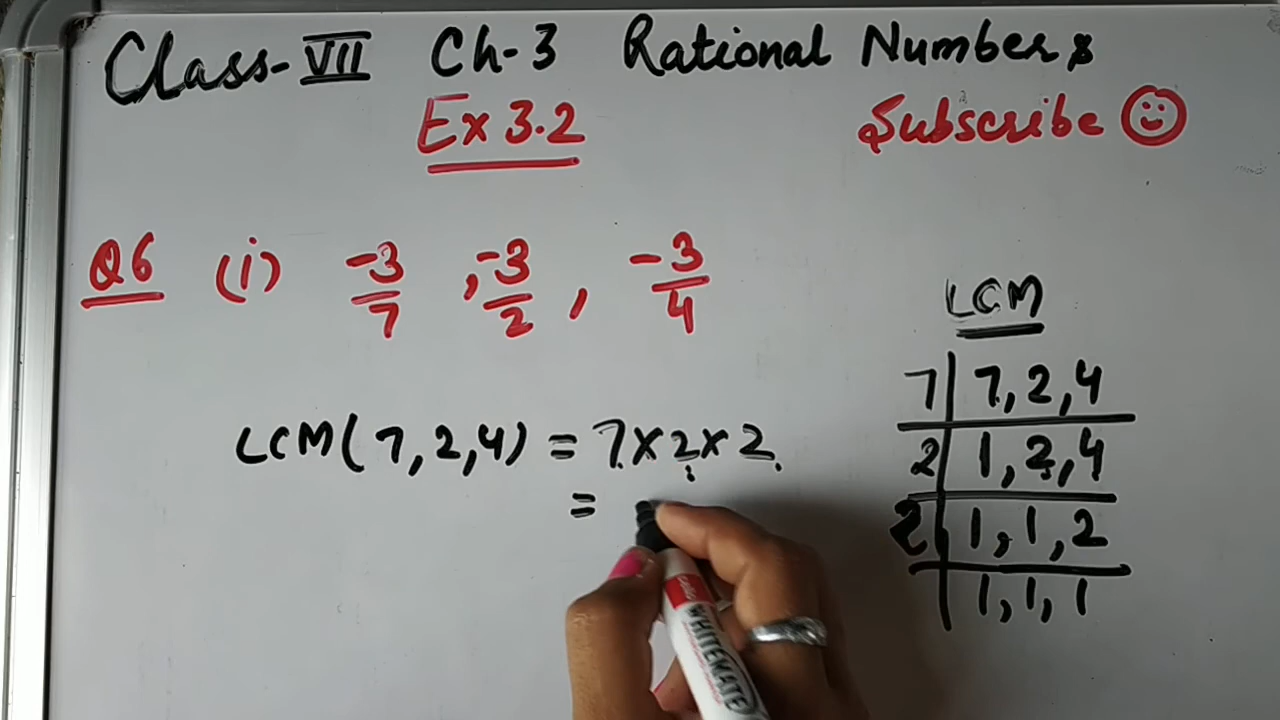 Class-VII Ch-3 Rational Numbers
Ex 3.2
Subscribe
Q6 (i) -3/7, -3/2, -3/4
LCM(7,2,4) = 7×2×2
=
LCM
7 | 7, 2, 4
2 | 1, 2, 4
2 | 1, 1, 2
1, 1, 1
WHITEMATE